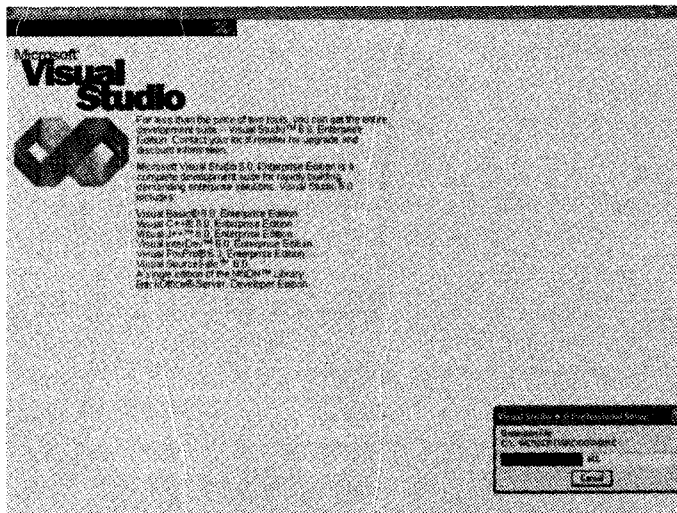 Microsoft
Visual
Studio
For less than the price of two tools, you can get the entire
development suite -- Visual Studio™ 6.0, Enterprise
Edition. Contact your local reseller for upgrade and
discount information.
Microsoft Visual Studio 6.0, Enterprise Edition is a
complete development suite for rapidly building
demanding enterprise solutions. Visual Studio 6.0
includes:
Visual Basic® 6.0, Enterprise Edition
Visual C++® 6.0, Enterprise Edition
Visual J++™ 6.0, Enterprise Edition
Visual InterDev™ 6.0, Enterprise Edition
Visual FoxPro® 6.0, Enterprise Edition
Visual SourceSafe™ 6.0
A single edition of the MSDN™ Library
BackOffice® Server, Developer Edition
Visual Studio 6.0 Professional Setup
Cancel